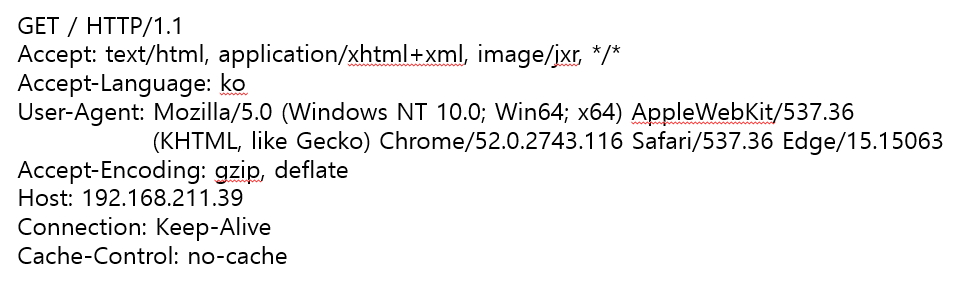 GET / HTTP/1.1
Accept: text/html, application/xhtml+xml, image/jxr, */*
Accept-Language: ko
User-Agent: Mozilla/5.0 (Windows NT 10.0; Win64; x64) AppleWebKit/537.36
(KHTML, like Gecko) Chrome/52.0.2743.116 Safari/537.36 Edge/15.15063
Accept-Encoding: gzip, deflate
Host: 192.168.211.39
Connection: Keep-Alive
Cache-Control: no-cache